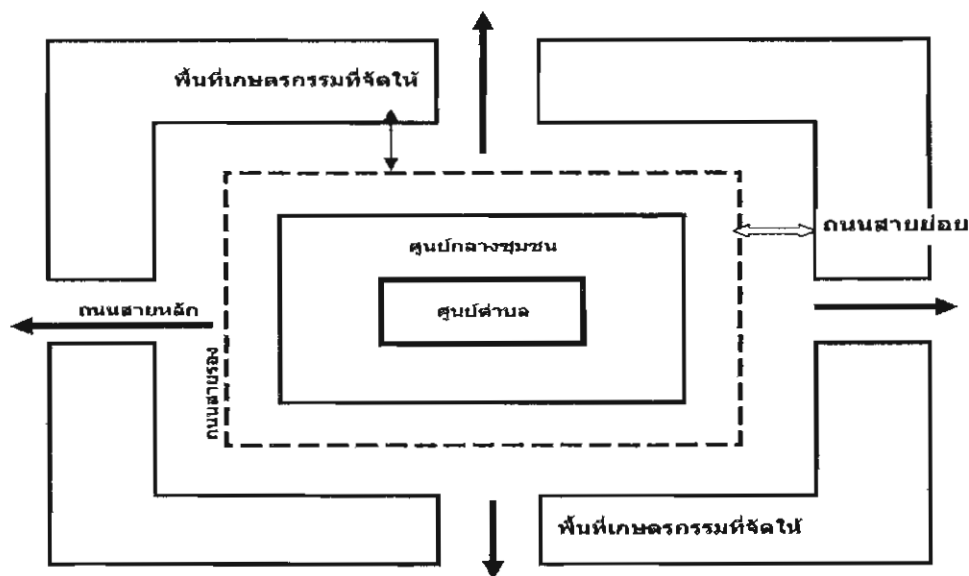 พื้นที่เกษตรกรรมที่จัดให้
ถนนสายย่อย
ศูนย์กลางชุมชน
ถนนสายหลัก
ศูนย์ตำบล
ถนนสายรอง
พื้นที่เกษตรกรรมที่จัดให้